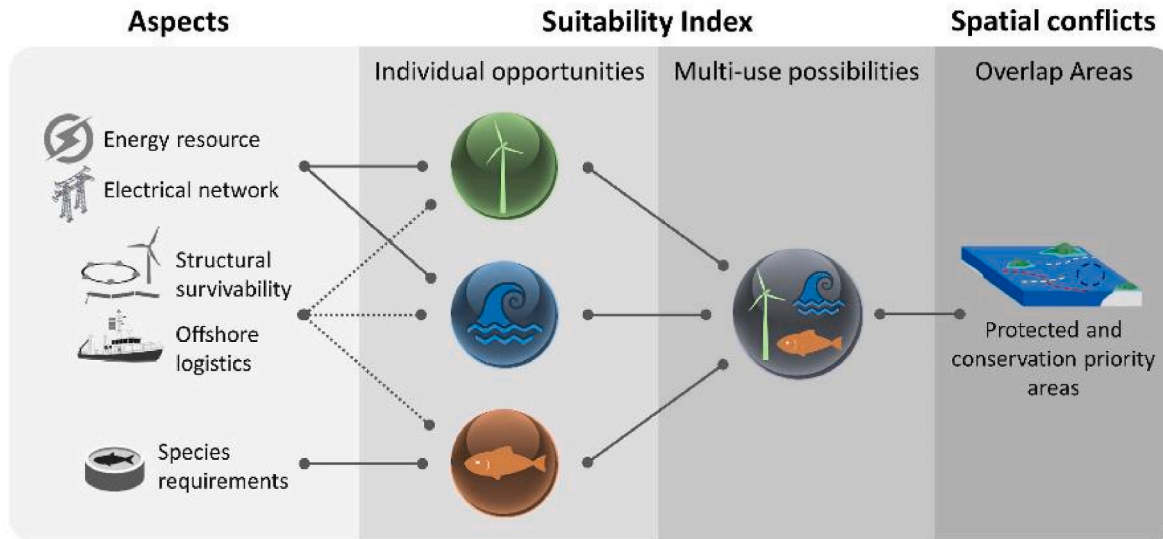 Aspects
Suitability Index
Spatial conflicts
Individual opportunities
Multi-use possibilities
Overlap Areas
Energy resource
Electrical network
Structural
survivability
Offshore
logistics
Species
requirements
Protected and
conservation priority
areas